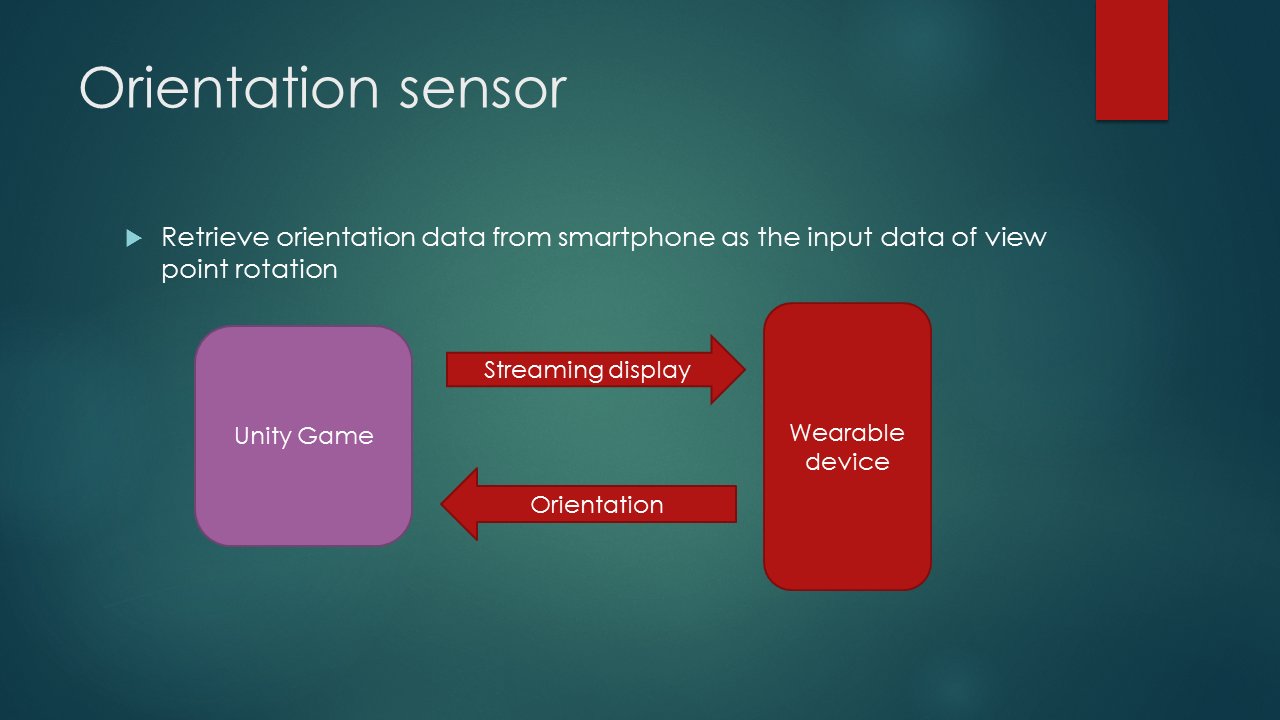 Orientation sensor
Retrieve orientation data from smartphone as the input data of view
point rotation
Streaming display
Unity Game
Wearable
device
Orientation